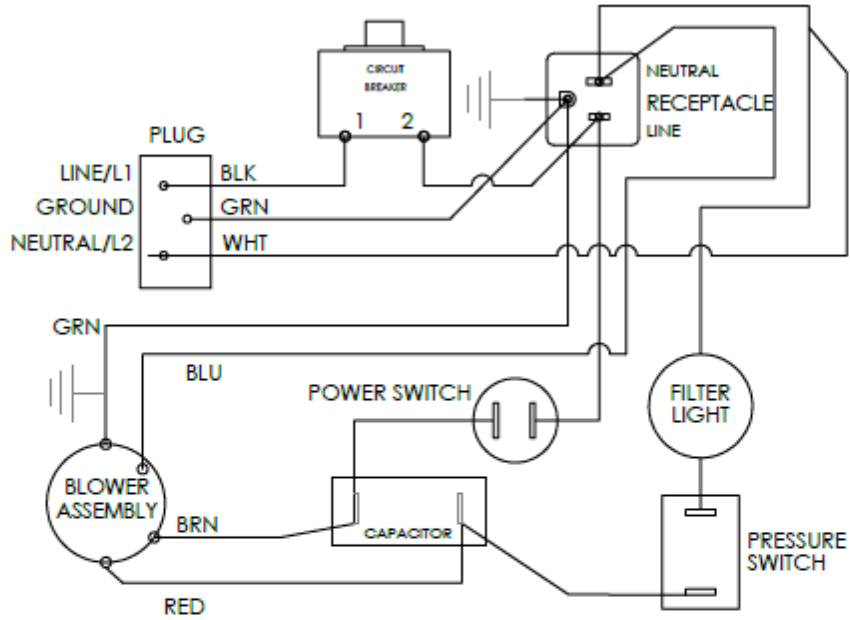 CIRCUIT
BREAKER
1 2
NEUTRAL
RECEPTACLE
LINE
PLUG
LINE/L1
BLK
GROUND
GRN
NEUTRAL/L2
WHT
GRN
BLU
POWER SWITCH
FILTER
LIGHT
BLOWER
ASSEMBLY
BRN
CAPACITOR
PRESSURE
SWITCH
RED